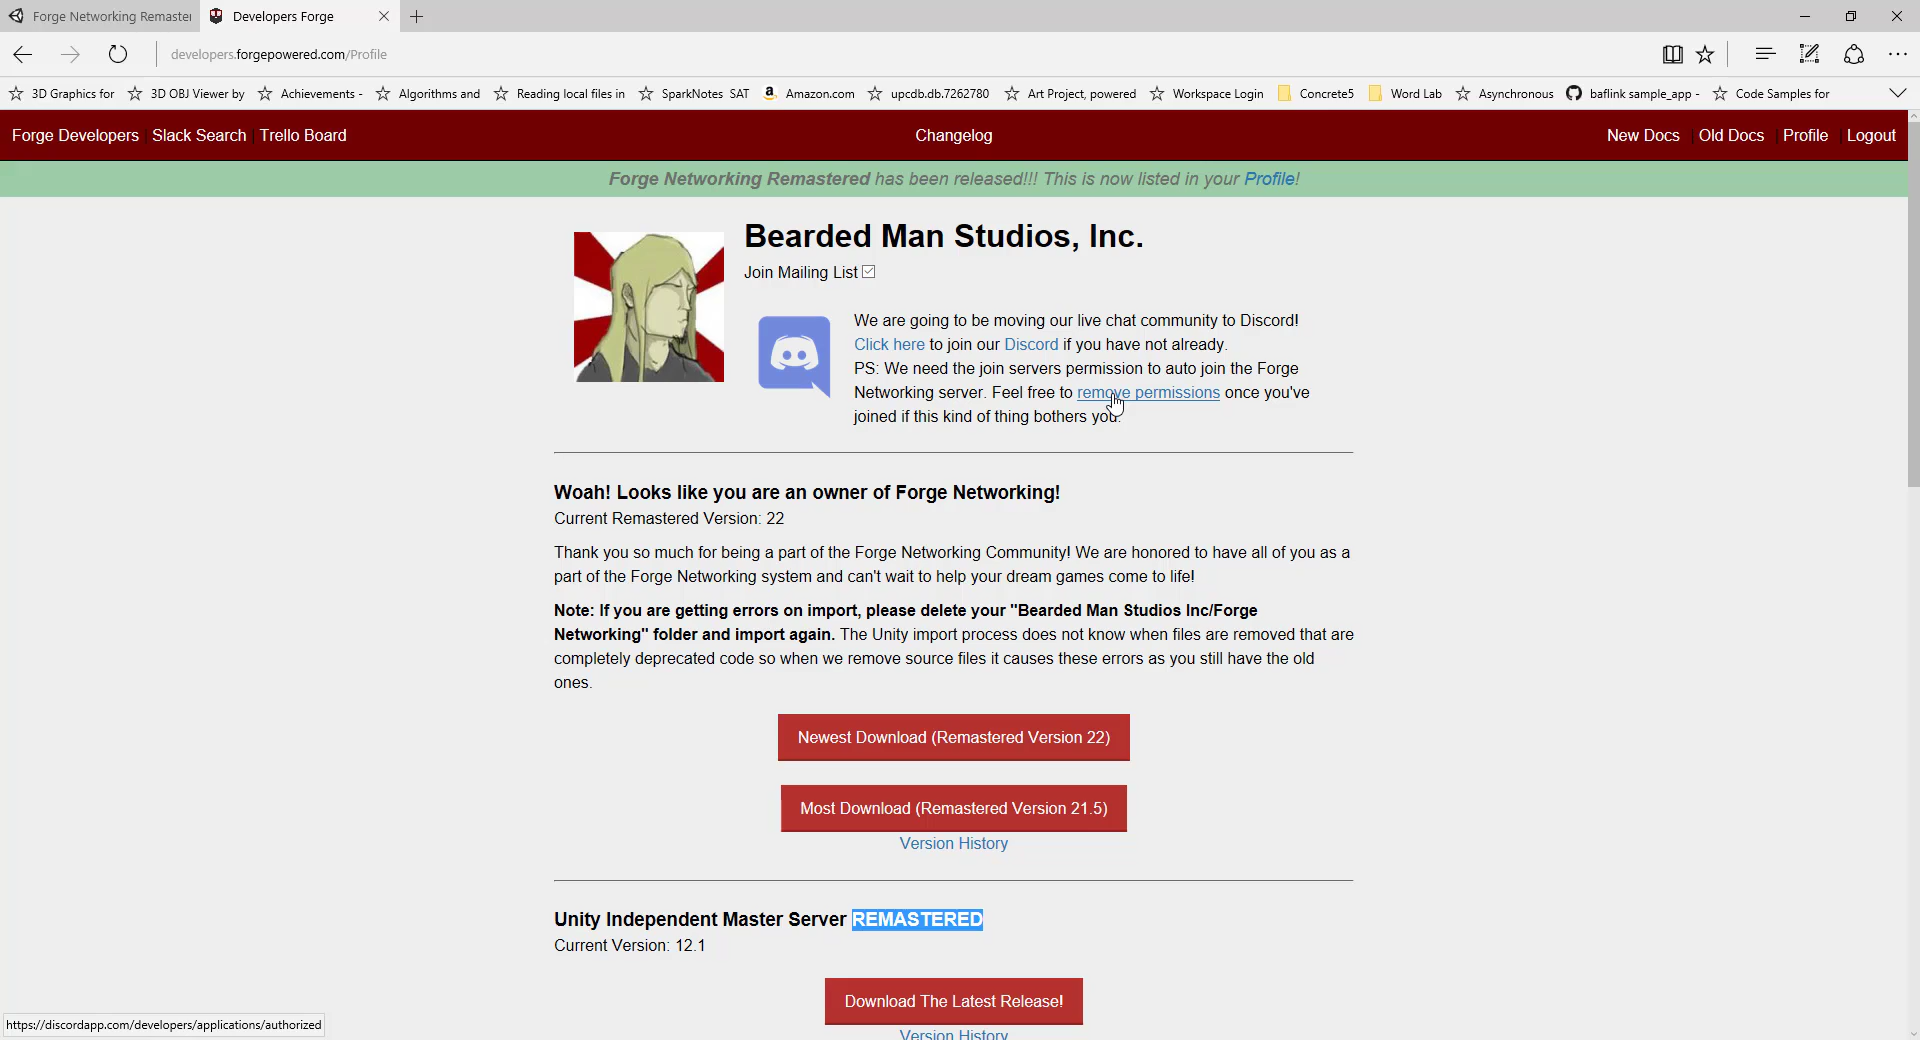 Forge Networking Remaster
Developers Forge
developers.forgepowered.com/Profile
3D Graphics for
3D OBJ Viewer by
Achievements -
Algorithms and
Reading local files in
SparkNotes SAT
Amazon.com
upcdb.db.7262780
Art Project, powered
Workspace Login
Concrete5
Word Lab
Asynchronous
baflink sample_app -
Code Samples for
Forge Developers Slack Search Trello Board
Changelog
New Docs Old Docs Profile Logout
Forge Networking Remastered has been released!!! This is now listed in your Profile!
Bearded Man Studios, Inc.
Join Mailing List
We are going to be moving our live chat community to Discord!
Click here to join our Discord if you have not already.
PS: We need the join servers permission to auto join the Forge
Networking server. Feel free to remove permissions once you've
joined if this kind of thing bothers you.
Woah! Looks like you are an owner of Forge Networking!
Current Remastered Version: 22
Thank you so much for being a part of the Forge Networking Community! We are honored to have all of you as a
part of the Forge Networking system and can't wait to help your dream games come to life!
Note: If you are getting errors on import, please delete your "Bearded Man Studios Inc/Forge
Networking" folder and import again. The Unity import process does not know when files are removed that are
completely deprecated code so when we remove source files it causes these errors as you still have the old
ones.
Newest Download (Remastered Version 22)
Most Download (Remastered Version 21.5)
Version History
Unity Independent Master Server REMASTERED
Current Version: 12.1
Download The Latest Release!
Version History
https://discordapp.com/developers/applications/authorized